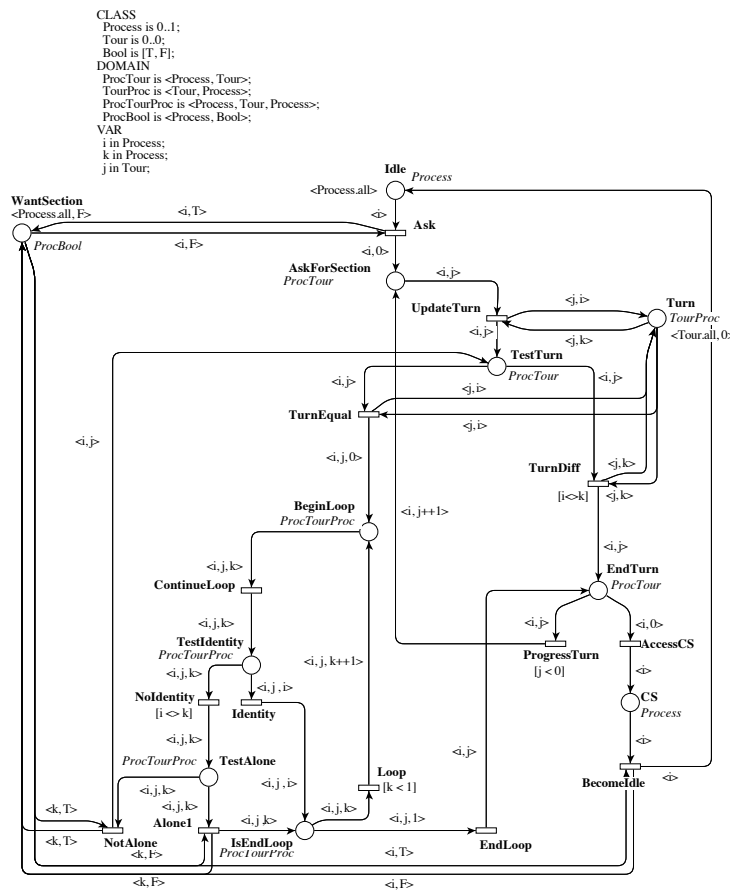 CLASS
Process is 0..1;
Tour is 0..0;
Bool is [T, F];
DOMAIN
ProcTour is <Process, Tour>;
TourProc is <Tour, Process>;
ProcTourProc is <Process, Tour, Process>;
ProcBool is <Process, Bool>;
VAR
i in Process;
k in Process;
j in Tour;
Idle
Process
<Process.all>
WantSection
<Process.all, F>
ProcBool
<i, T>
<i>
<i, F>
Ask
<i, 0>
AskForSection
ProcTour
<i, j>
UpdateTurn
<j, i>
Turn
TourProc
<Tour.all, 0>
<i, j>
<j, k>
TestTurn
ProcTour
<i, j>
<j, i>
<i, j>
TurnEqual
<j, i>
<i, j>
<i, j, 0>
TurnDiff
<j, k>
[i<>k]
<j, k>
BeginLoop
ProcTourProc
<i, j++1>
<i, j, k>
<i, j>
ContinueLoop
EndTurn
ProcTour
<i, j, k>
<i, j>
<i, 0>
TestIdentity
ProcTourProc
ProgressTurn
[j < 0]
AccessCS
<i, j, k>
<i, j, k++1>
<i>
<i, j , i>
NoIdentity
[i <> k]
Identity
CS
Process
<i, j, k>
<i>
<i, j>
ProcTourProc
TestAlone
<i, j , i>
Loop
[k < 1]
BecomeIdle
<i>
<i, j, k>
<i, j, k>
<k, T>
<i, j, k>
<i, j, 1>
Alone1
<i, j ,k>
<k, T>
NotAlone
IsEndLoop
ProcTourProc
EndLoop
<k, F>
<i, T>
<k, F>
<i, F>